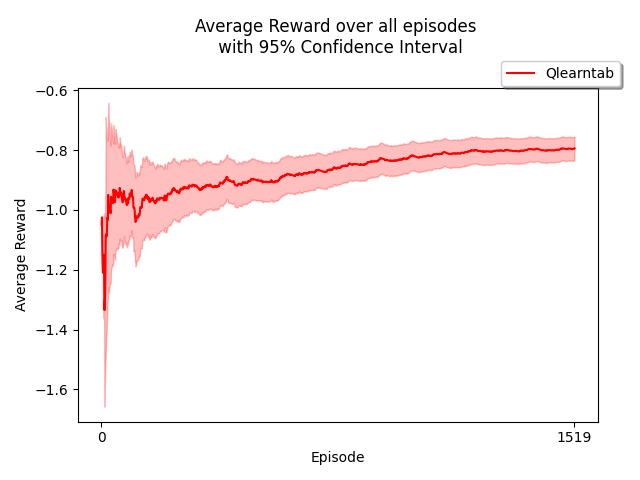 Average Reward over all episodes
with 95% Confidence Interval
Qlearntab
−0.6
−0.8
−1.0
−1.2
−1.4
−1.6
Average Reward
0
1519
Episode